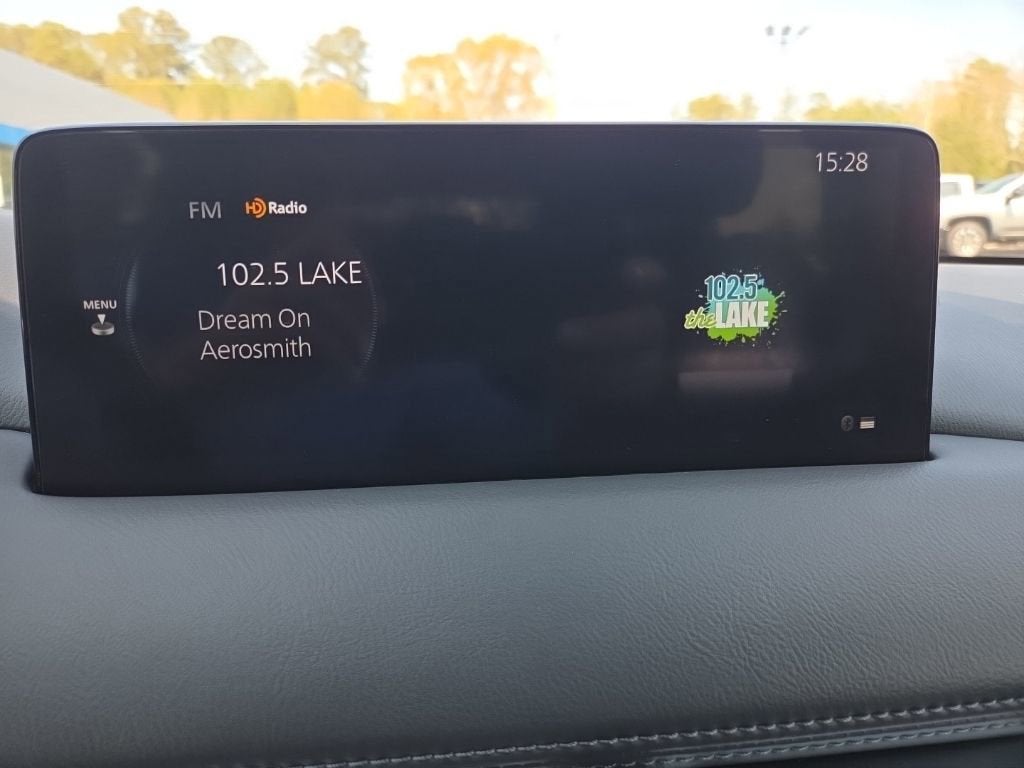 15:28
FM HD Radio
102.5 LAKE
MENU
Dream On
Aerosmith
102.5
the LAKE